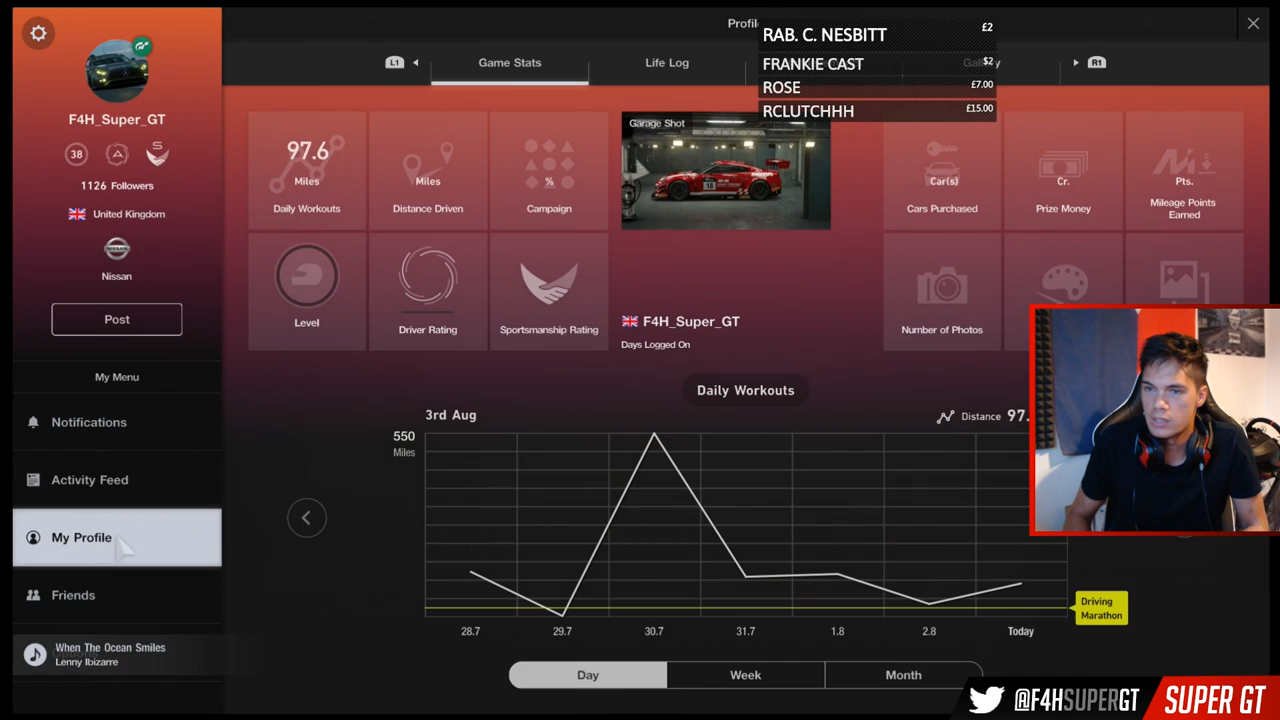 Profil
RAB. C. NESBITT £2
FRANKIE CAST $2
ROSE £7.00
RCLUTCHHH £15.00
L1
Game Stats
Life Log
R1
F4H_Super_GT
38 A S
1126 Followers
United Kingdom
Nissan
Post
My Menu
Notifications
Activity Feed
My Profile
Friends
When The Ocean Smiles
Lenny Ibizarre
97.6
Miles
Daily Workouts
Miles
Distance Driven
%
Campaign
Garage Shot
Car(s)
Cars Purchased
Cr.
Prize Money
Pts.
Mileage Points
Earned
Level
Driver Rating
Sportsmanship Rating
F4H_Super_GT
Days Logged On
Number of Photos
Daily Workouts
3rd Aug
Distance 97.
550
Miles
Driving
Marathon
28.7 29.7 30.7 31.7 1.8 2.8 Today
Day Week Month
@F4HSUPERGT
SUPER GT